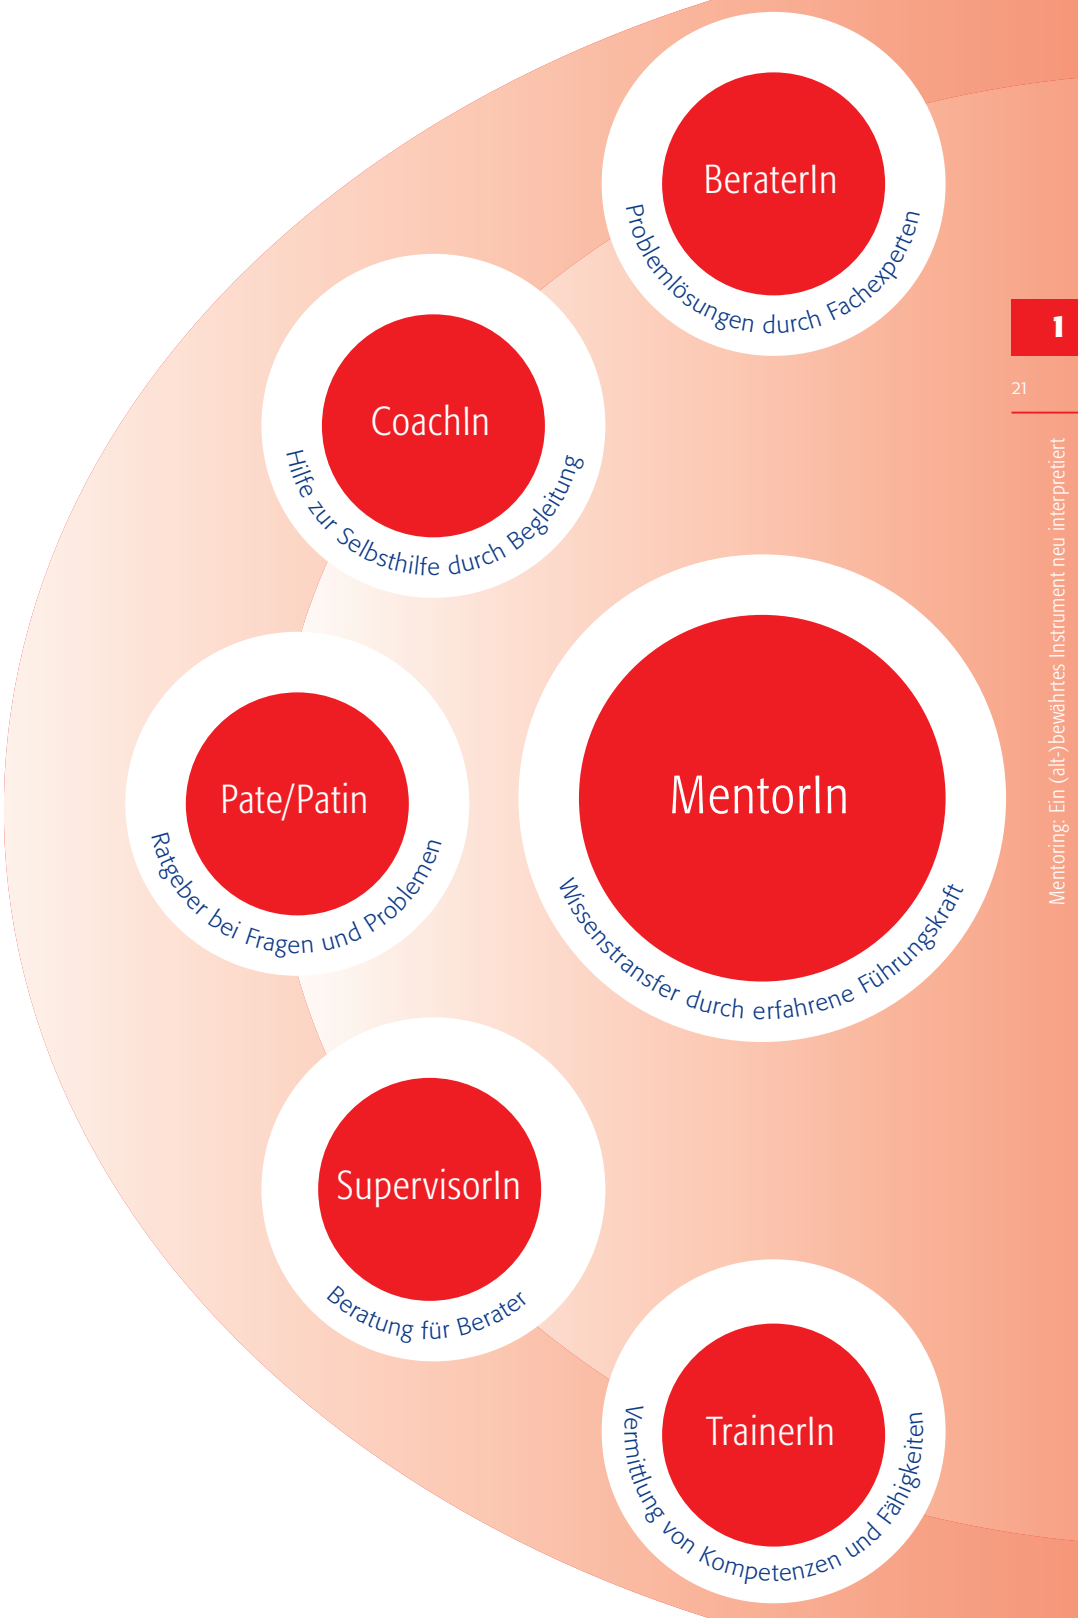 BeraterIn
Problemlösungen durch Fachexperten
CoachIn
Hilfe zur Selbsthilfe durch Begleitung
Pate/Patin
Ratgeber bei Fragen und Problemen
MentorIn
Wissenstransfer durch erfahrene Führungskraft
SupervisorIn
Beratung für Berater
TrainerIn
Vermittlung von Kompetenzen und Fähigkeiten
1
21
Mentoring: Ein (alt-)bewährtes Instrument neu interpretiert